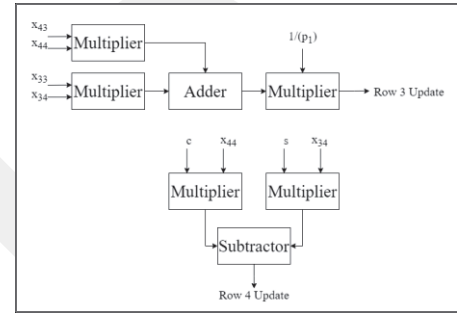 x43
x44
Multiplier
1/(p1)
x33
x34
Multiplier
Adder
Multiplier
Row 3 Update
c
x44
s
x34
Multiplier
Multiplier
Subtractor
Row 4 Update